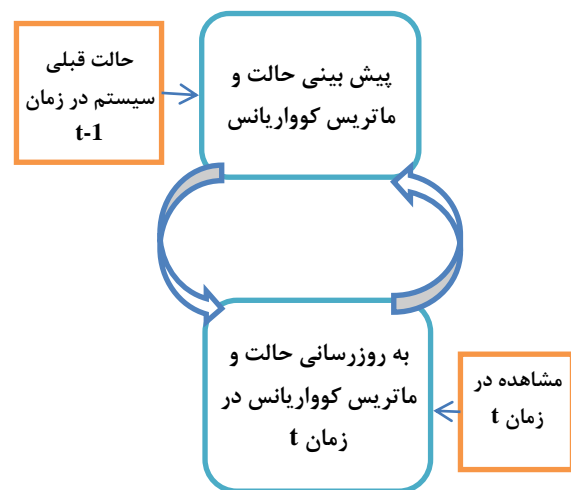 حالت قبلی
سیستم در زمان
t-1
پیش بینی حالت و
ماتریس کوواریانس
به روزرسانی حالت و
ماتریس کوواریانس در
زمان t
مشاهده در
زمان t